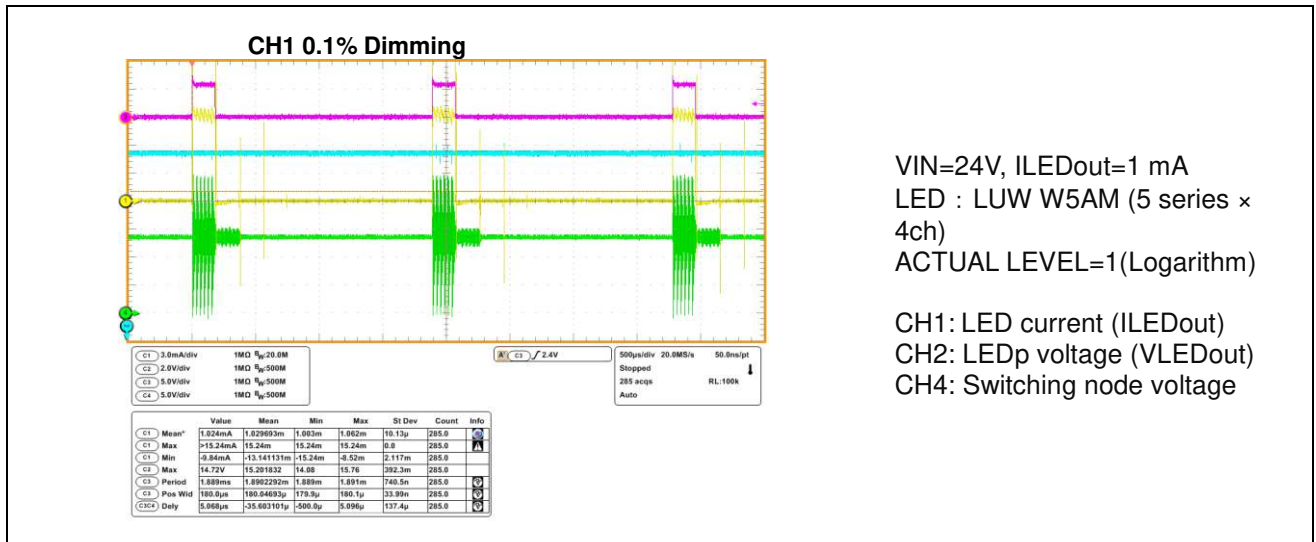 CH1 0.1% Dimming
VIN=24V, ILEDout=1 mA
LED : LUW W5AM (5 series ×
4ch)
ACTUAL LEVEL=1(Logarithm)
CH1: LED current (ILEDout)
CH2: LEDp voltage (VLEDout)
CH4: Switching node voltage
C1 3.0mA/div 1MΩ BW:20.0M
C2 2.0V/div 1MΩ BW:500M
C3 5.0V/div 1MΩ BW:500M
C4 5.0V/div 1MΩ BW:500M
A' C3 ƒ 2.4V
500µs/div 20.0MS/s 50.0ns/pt
Stopped
285 acqs RL:100k
Auto
Value Mean Min Max St Dev Count Info
C1 Mean* 1.024mA 1.029693m 1.003m 1.062m 10.13µ 285.0
C1 Max >15.24mA 15.24m 15.24m 15.24m 0.0 285.0
C1 Min -9.84mA -13.141131m -15.24m -8.52m 2.117m 285.0
C2 Max 14.72V 15.201832 14.08 15.76 392.3m 285.0
C3 Period 1.889ms 1.8902292m 1.889m 1.891m 740.5n 285.0
C3 Pos Wid 180.0µs 180.04693µ 179.9µ 180.1µ 33.99n 285.0
C3C4 Dely 5.068µs -35.603101µ -500.0µ 5.096µ 137.4µ 285.0